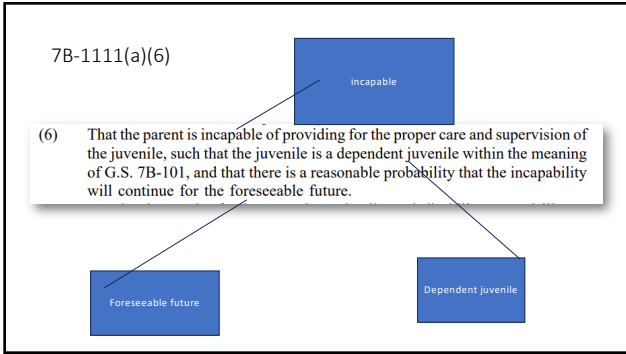 7B-1111(a)(6)
incapable
(6) That the parent is incapable of providing for the proper care and supervision of
the juvenile, such that the juvenile is a dependent juvenile within the meaning
of G.S. 7B-101, and that there is a reasonable probability that the incapability
will continue for the foreseeable future.
Foreseeable future
Dependent juvenile